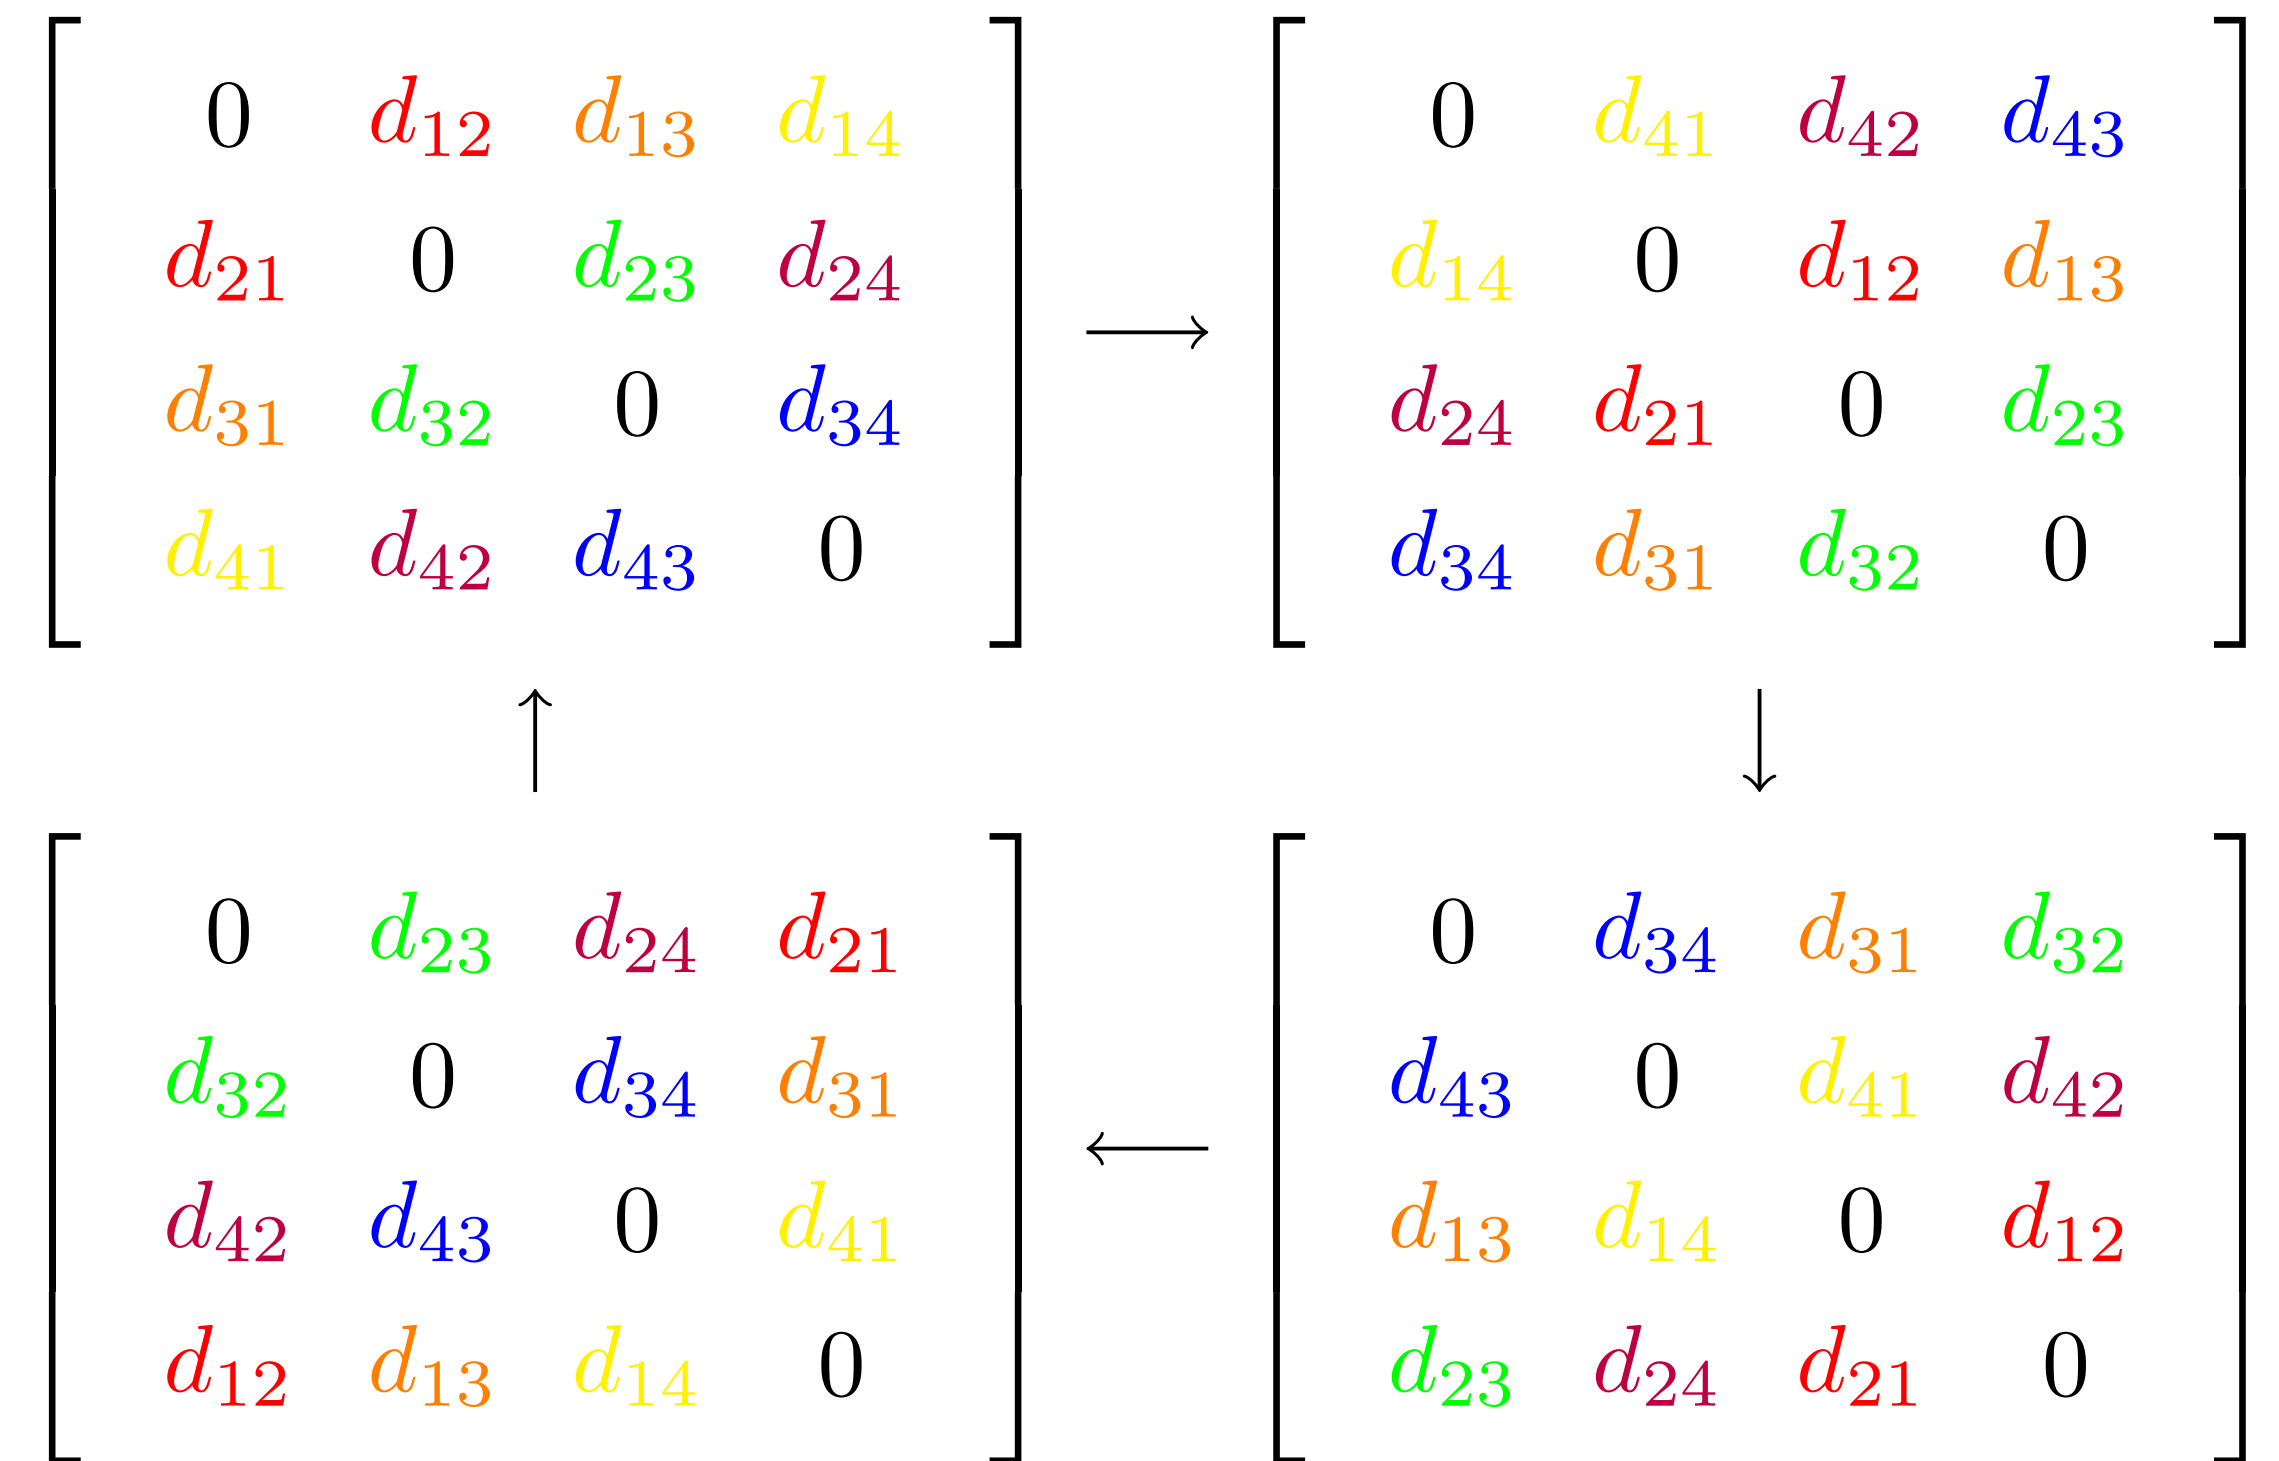 0 d₁₂ d₁₃ d₁₄ 0 d₄₁ d₄₂ d₄₃
d₂₁ 0 d₂₃ d₂₄ d₁₄ 0 d₁₂ d₁₃
→
d₃₁ d₃₂ 0 d₃₄ d₂₄ d₂₁ 0 d₂₃
d₄₁ d₄₂ d₄₃ 0 d₃₄ d₃₁ d₃₂ 0
↑ ↓
0 d₂₃ d₂₄ d₂₁ 0 d₃₄ d₃₁ d₃₂
d₃₂ 0 d₃₄ d₃₁ d₄₃ 0 d₄₁ d₄₂
←
d₄₂ d₄₃ 0 d₄₁ d₁₃ d₁₄ 0 d₁₂
d₁₂ d₁₃ d₁₄ 0 d₂₃ d₂₄ d₂₁ 0